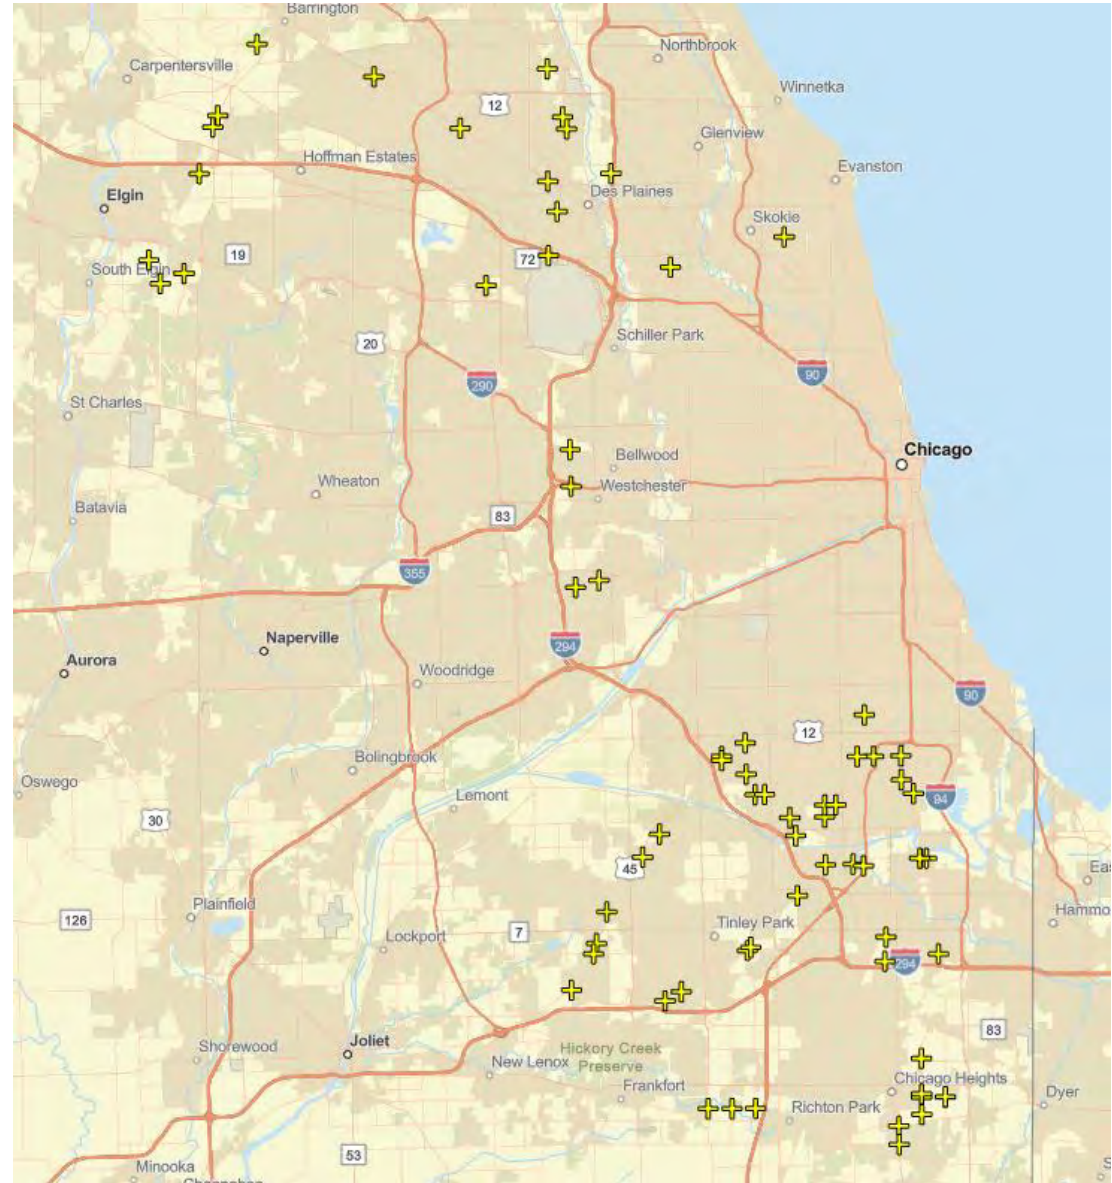 Barrington
Northbrook
Carpentersville
Winnetka
12
Glenview
Hoffman Estates
Evanston
Elgin
Des Plaines
Skokie
19
72
South Elgin
Schiller Park
20
90
290
St Charles
Chicago
Bellwood
Wheaton
Westchester
83
Batavia
355
Naperville
294
Aurora
Woodridge
90
12
Bolingbrook
Oswego
Lemont
94
30
45
Eas
Plainfield
Hammo
126
Tinley Park
7
Lockport
294
83
Joliet
Shorewood
Hickory Creek
Preserve
New Lenox
Chicago Heights
Frankfort
Dyer
Richton Park
53
Minooka
Channahon
S